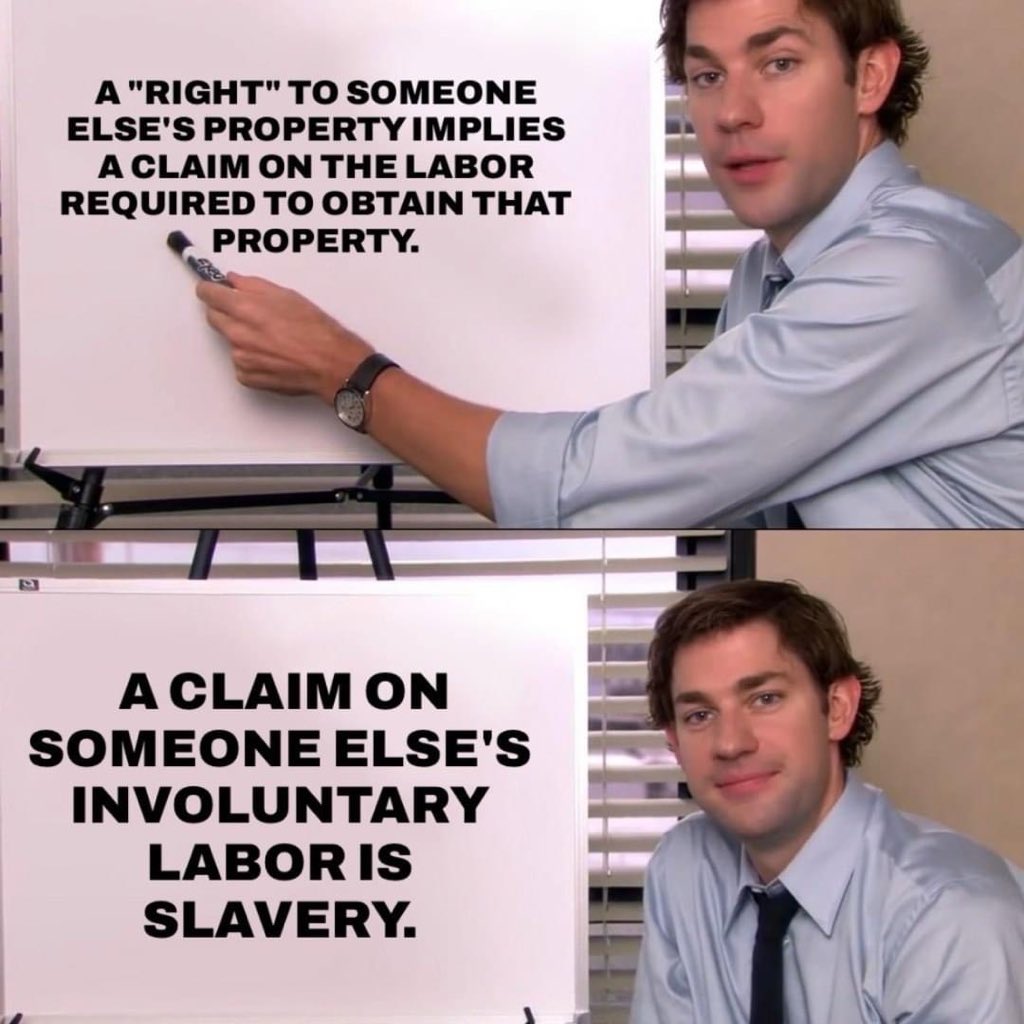 A "RIGHT" TO SOMEONE
ELSE'S PROPERTY IMPLIES
A CLAIM ON THE LABOR
REQUIRED TO OBTAIN THAT
PROPERTY.
A CLAIM ON
SOMEONE ELSE'S
INVOLUNTARY
LABOR IS
SLAVERY.